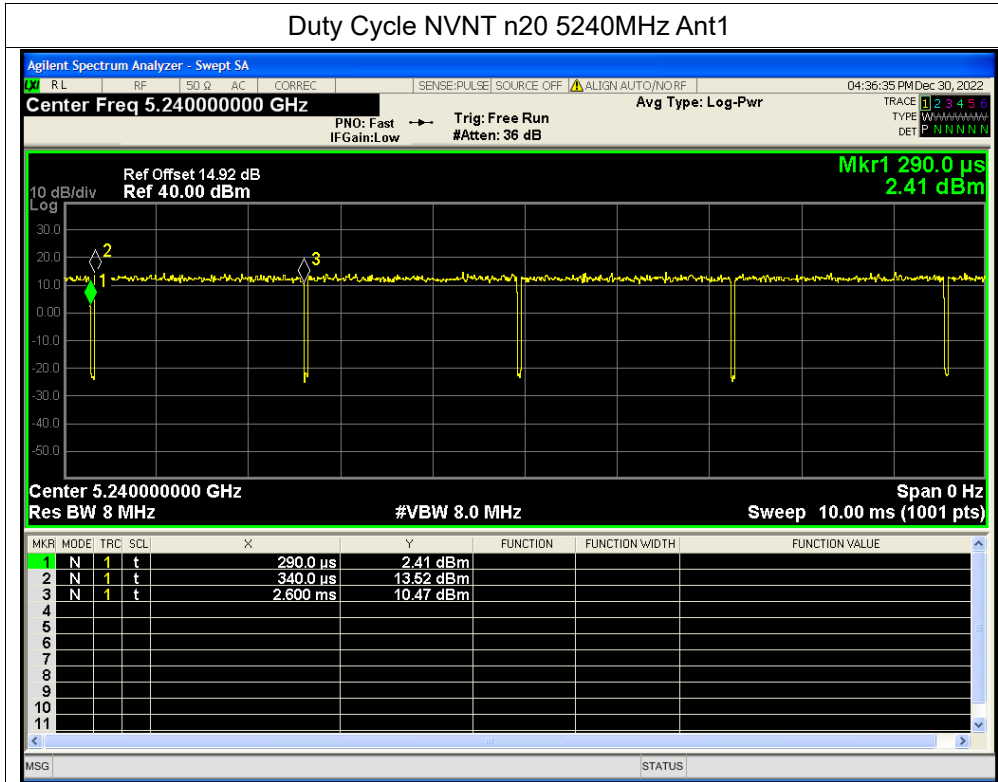 Duty Cycle NVNT n20 5240MHz Ant1
Agilent Spectrum Analyzer - Swept SA
LXI RL RF 50 Ω AC CORREC SENSE:PULSE SOURCE OFF ALIGN AUTO/NO RF 04:36:35 PM Dec 30, 2022
Center Freq 5.240000000 GHz Avg Type: Log-Pwr TRACE 1 2 3 4 5 6
PNO: Fast Trig: Free Run TYPE WWWWWW
IFGain:Low #Atten: 36 dB DET P N N N N N
Mkr1 290.0 µs
Ref Offset 14.92 dB
10 dB/div Ref 40.00 dBm 2.41 dBm
Log
30.0
20.0
10.0
0.00
-10.0
-20.0
-30.0
-40.0
-50.0
2
3
1
Center 5.240000000 GHz Span 0 Hz
Res BW 8 MHz #VBW 8.0 MHz Sweep 10.00 ms (1001 pts)
MKR MODE TRC SCL X Y FUNCTION FUNCTION WIDTH FUNCTION VALUE
1 N 1 t 290.0 µs 2.41 dBm
2 N 1 t 340.0 µs 13.52 dBm
3 N 1 t 2.600 ms 10.47 dBm
4
5
6
7
8
9
10
11
MSG STATUS